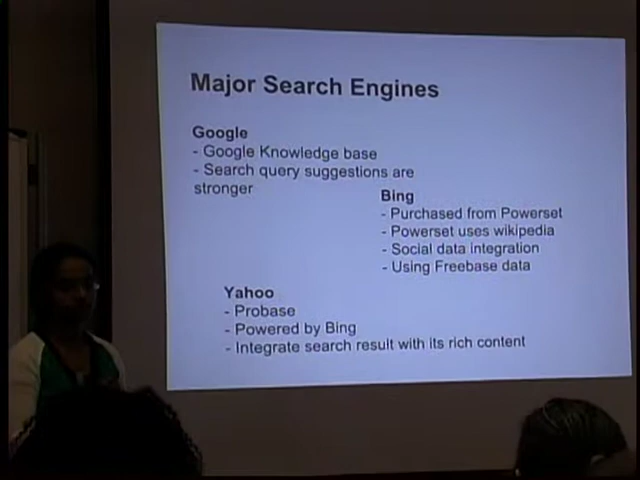 Major Search Engines
Google
- Google Knowledge base
- Search query suggestions are
stronger
Bing
- Purchased from Powerset
- Powerset uses wikipedia
- Social data integration
- Using Freebase data
Yahoo
- Probase
- Powered by Bing
- Integrate search result with its rich content